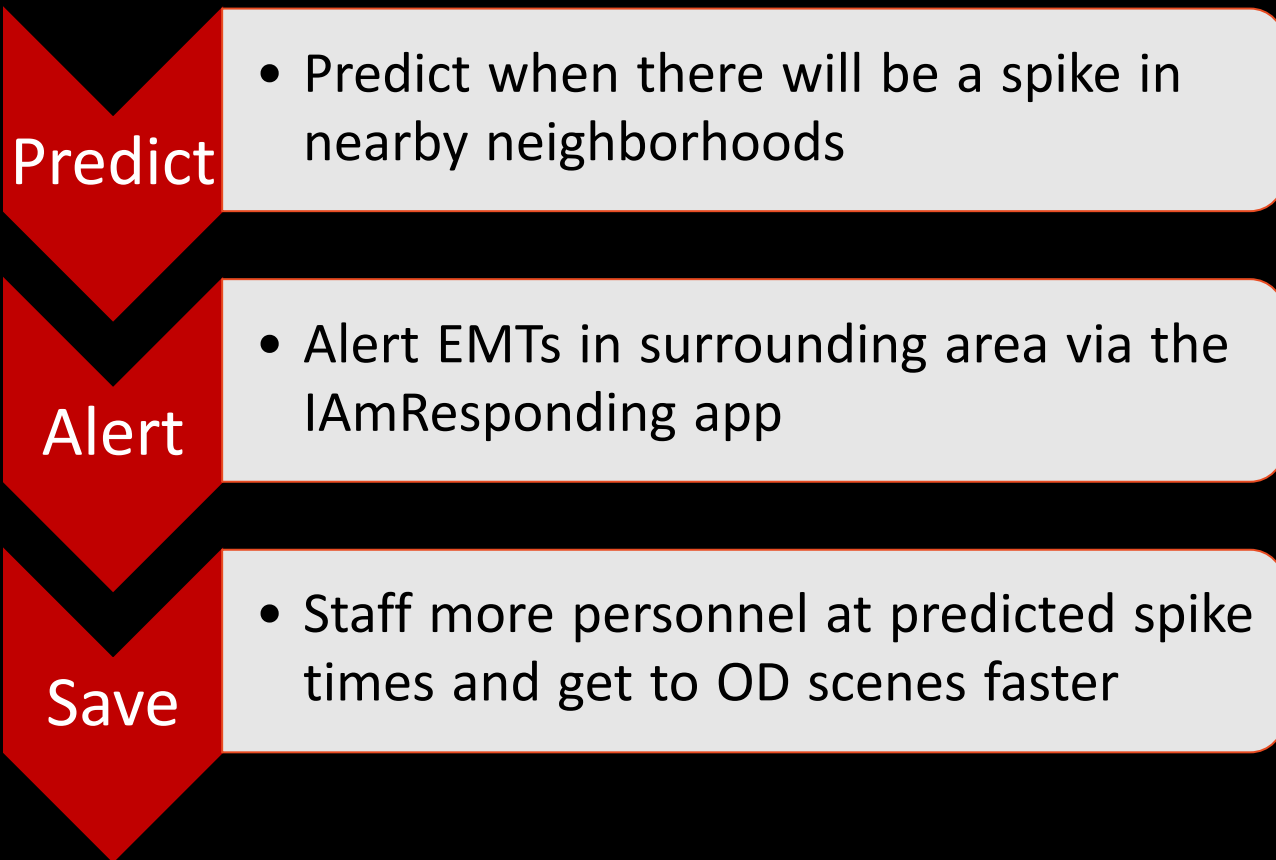 Predict
• Predict when there will be a spike in
nearby neighborhoods
Alert
• Alert EMTs in surrounding area via the
IAmResponding app
Save
• Staff more personnel at predicted spike
times and get to OD scenes faster